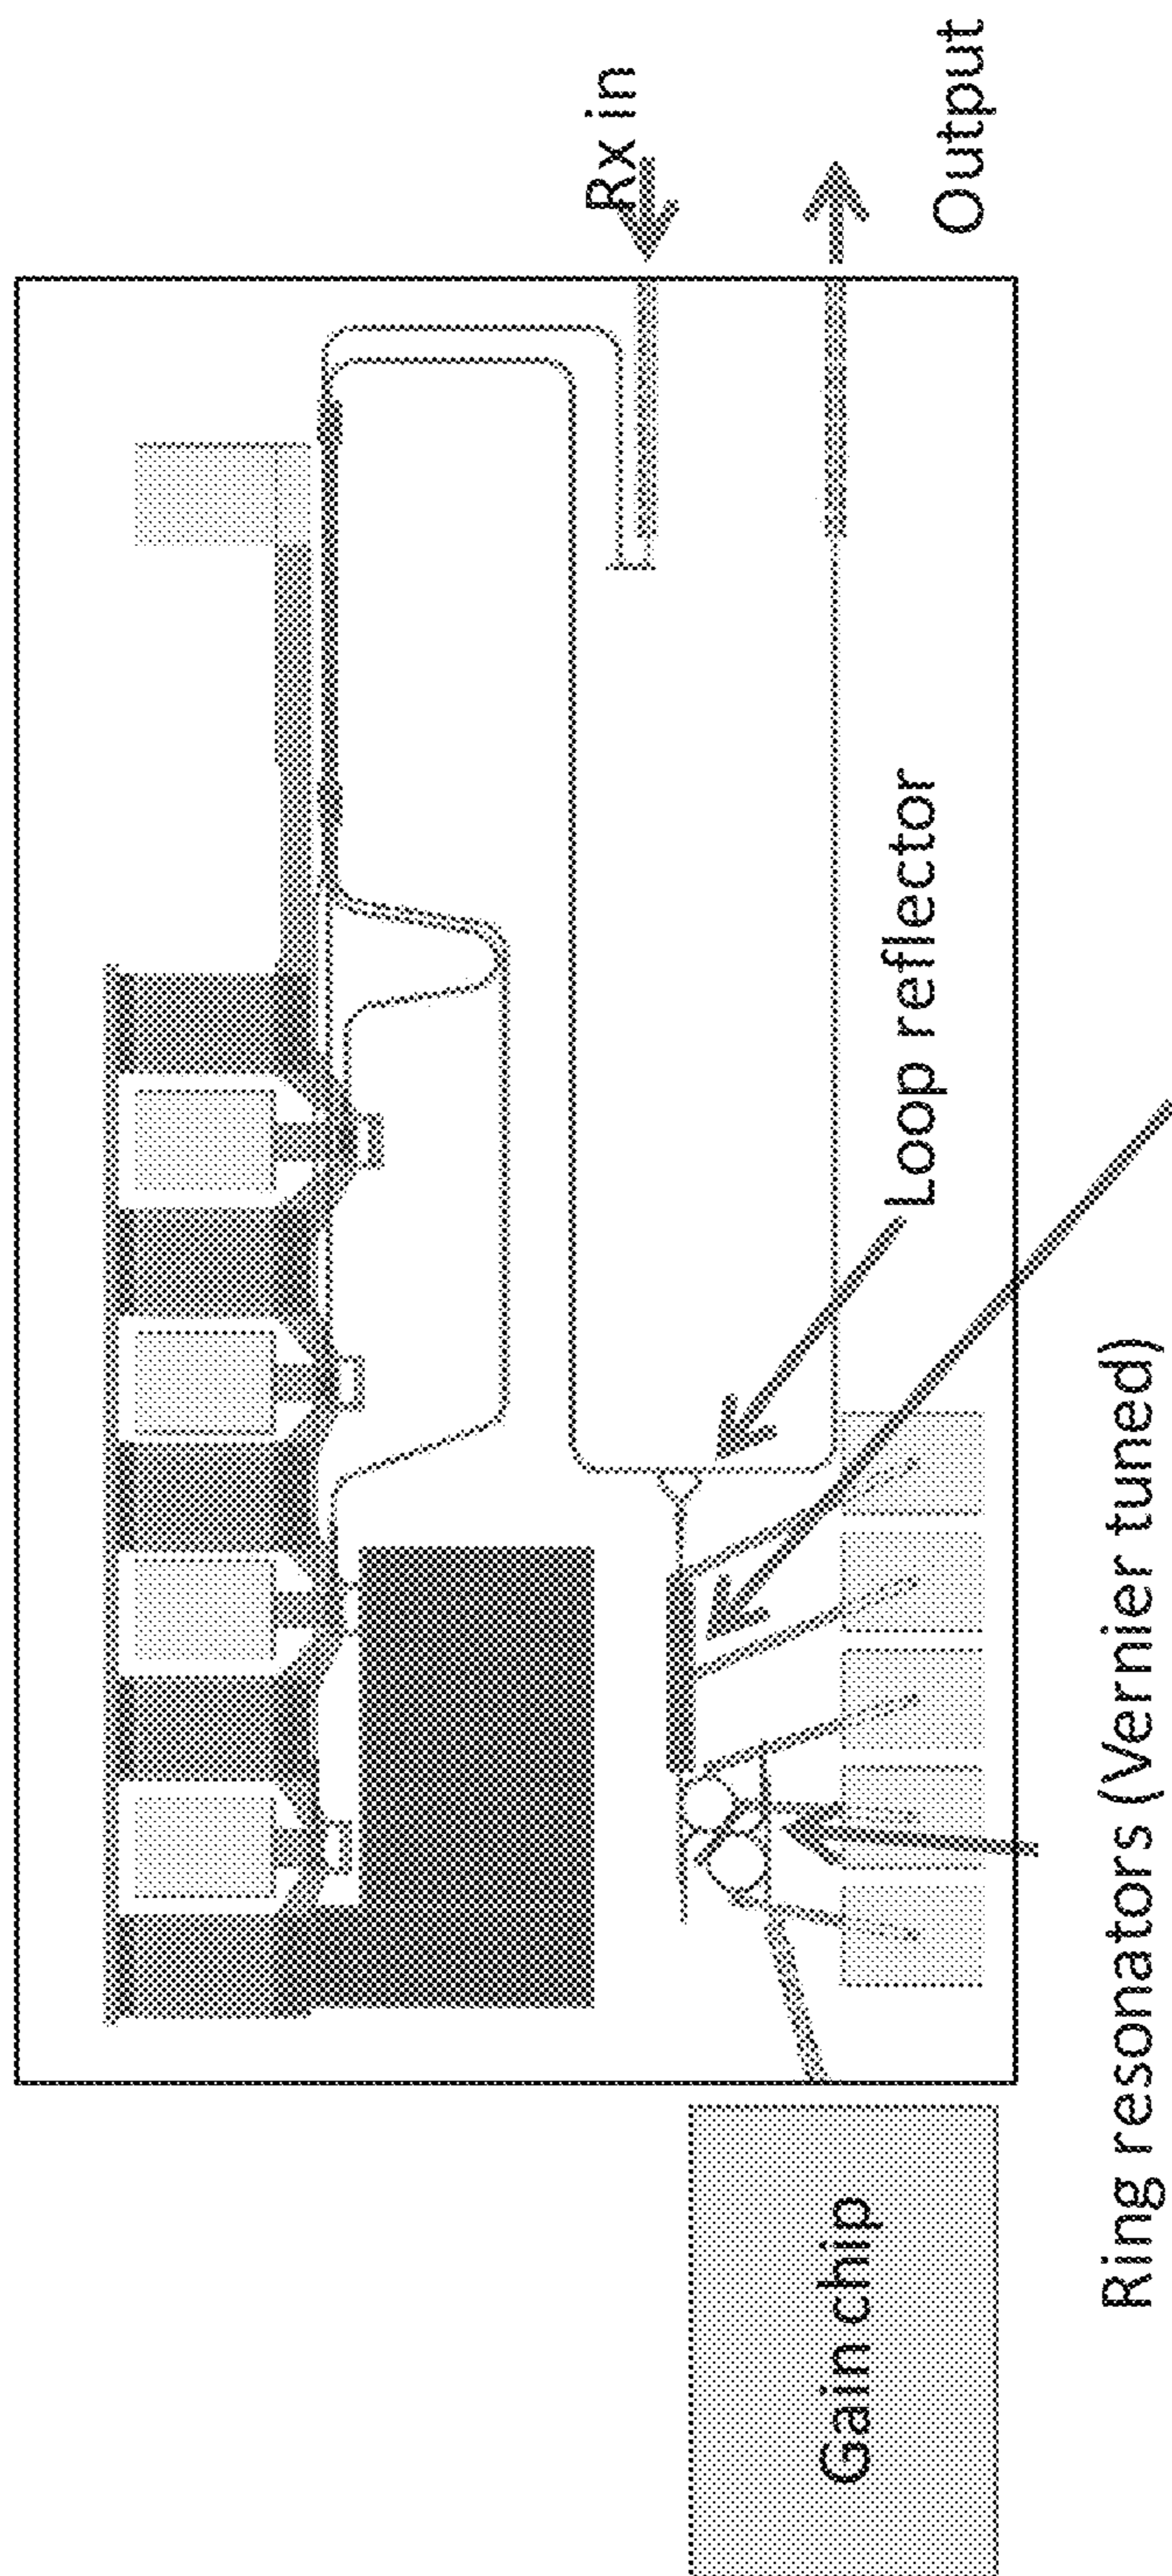 Rx in
Output
Loop reflector
Ring resonators (Vernier tuned)
Gain chip